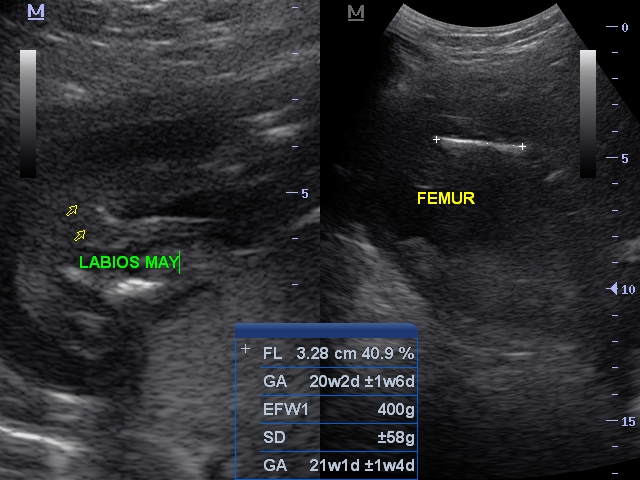 M
M
0
5
5
FEMUR
LABIOS MAY
10
15
+ FL 3.28 cm 40.9 %
GA 20w2d ±1w6d
EFW1 400g
SD ±58g
GA 21w1d ±1w4d